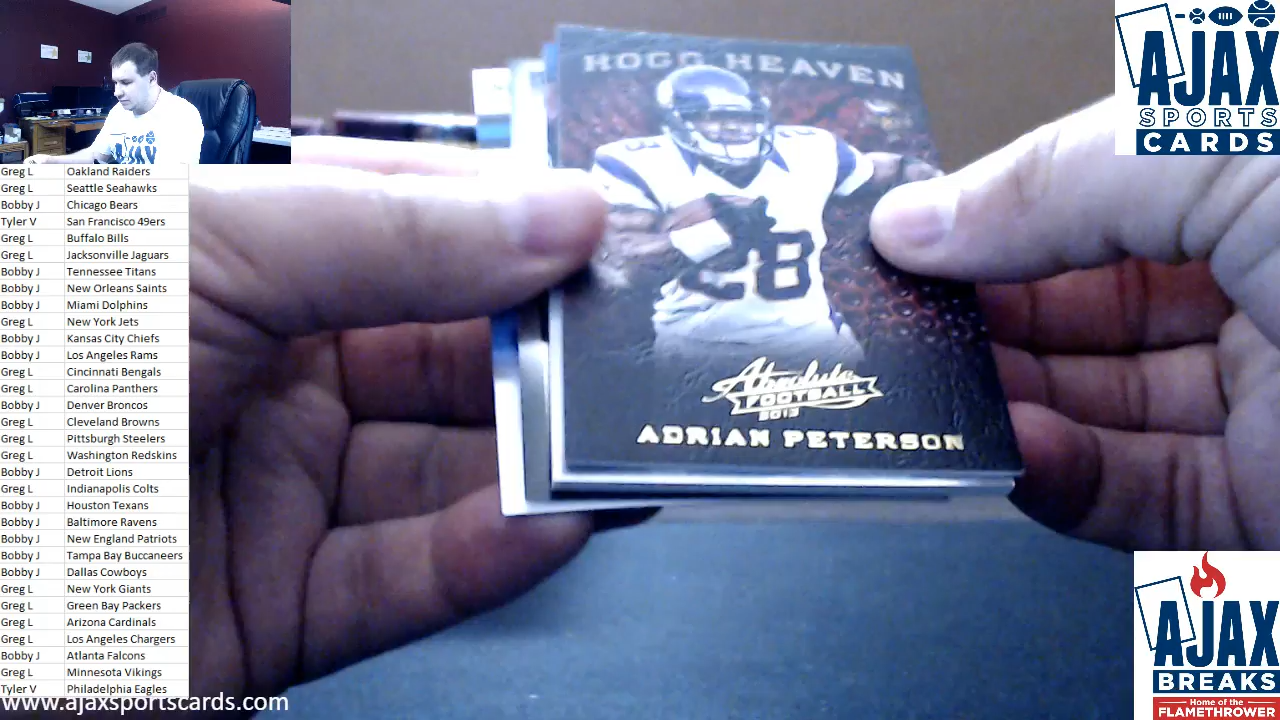 HOGG HEAVEN
28
Absolute
FOOTBALL
2013
ADRIAN PETERSON
AJAX
SPORTS
CARDS
AJAX
Greg L Oakland Raiders
Greg L Seattle Seahawks
Bobby J Chicago Bears
Tyler V San Francisco 49ers
Greg L Buffalo Bills
Greg L Jacksonville Jaguars
Bobby J Tennessee Titans
Bobby J New Orleans Saints
Bobby J Miami Dolphins
Greg L New York Jets
Bobby J Kansas City Chiefs
Bobby J Los Angeles Rams
Greg L Cincinnati Bengals
Greg L Carolina Panthers
Bobby J Denver Broncos
Greg L Cleveland Browns
Greg L Pittsburgh Steelers
Greg L Washington Redskins
Bobby J Detroit Lions
Greg L Indianapolis Colts
Bobby J Houston Texans
Bobby J Baltimore Ravens
Bobby J New England Patriots
Bobby J Tampa Bay Buccaneers
Bobby J Dallas Cowboys
Greg L New York Giants
Greg L Green Bay Packers
Greg L Arizona Cardinals
Greg L Los Angeles Chargers
Bobby J Atlanta Falcons
Greg L Minnesota Vikings
Tyler V Philadelphia Eagles
www.ajaxsportscards.com
AJAX
BREAKS
Home of the
FLAMETHROWER